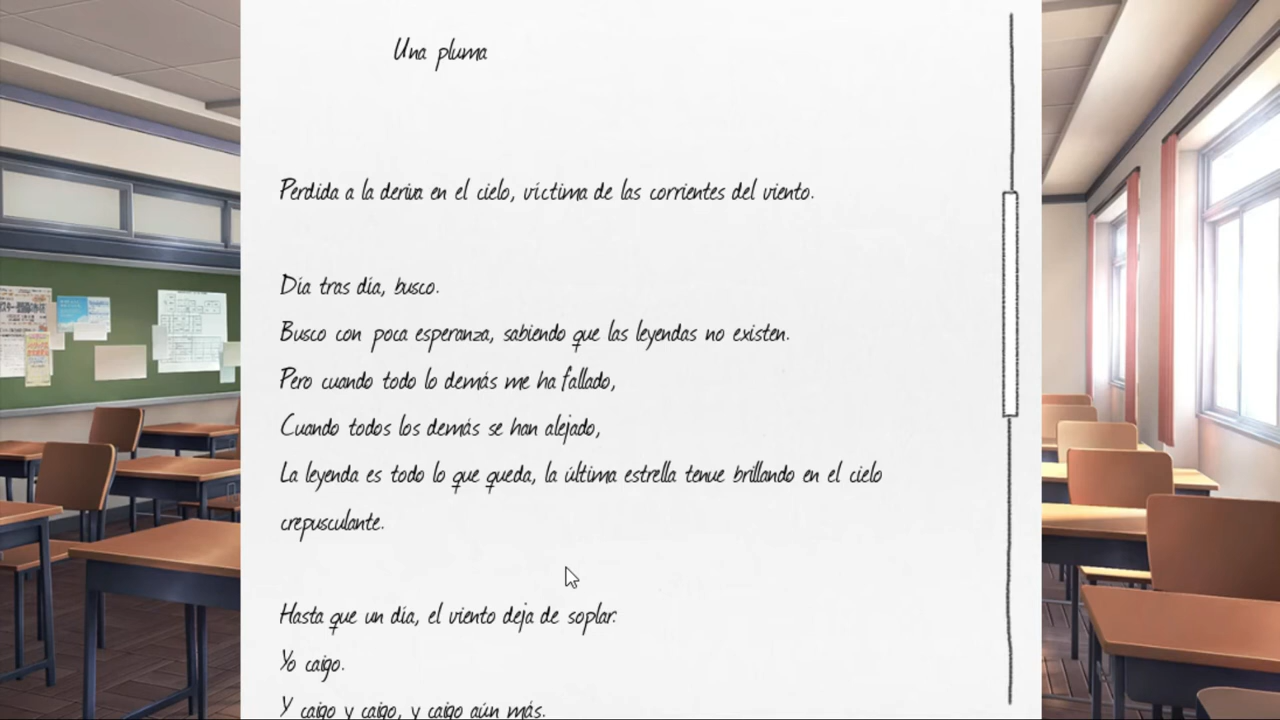 Una pluma
Perdida a la deriva en el cielo, víctima de las corrientes del viento.
Día tras día, busco.
Busco con poca esperanza, sabiendo que las leyendas no existen.
Pero cuando todo lo demás me ha fallado,
Cuando todos los demás se han alejado,
La leyenda es todo lo que queda, la última estrella tenue brillando en el cielo
crepusculante.
Hasta que un día, el viento deja de soplar.
Yo caigo.
Y caigo y caigo, y caigo aún más.